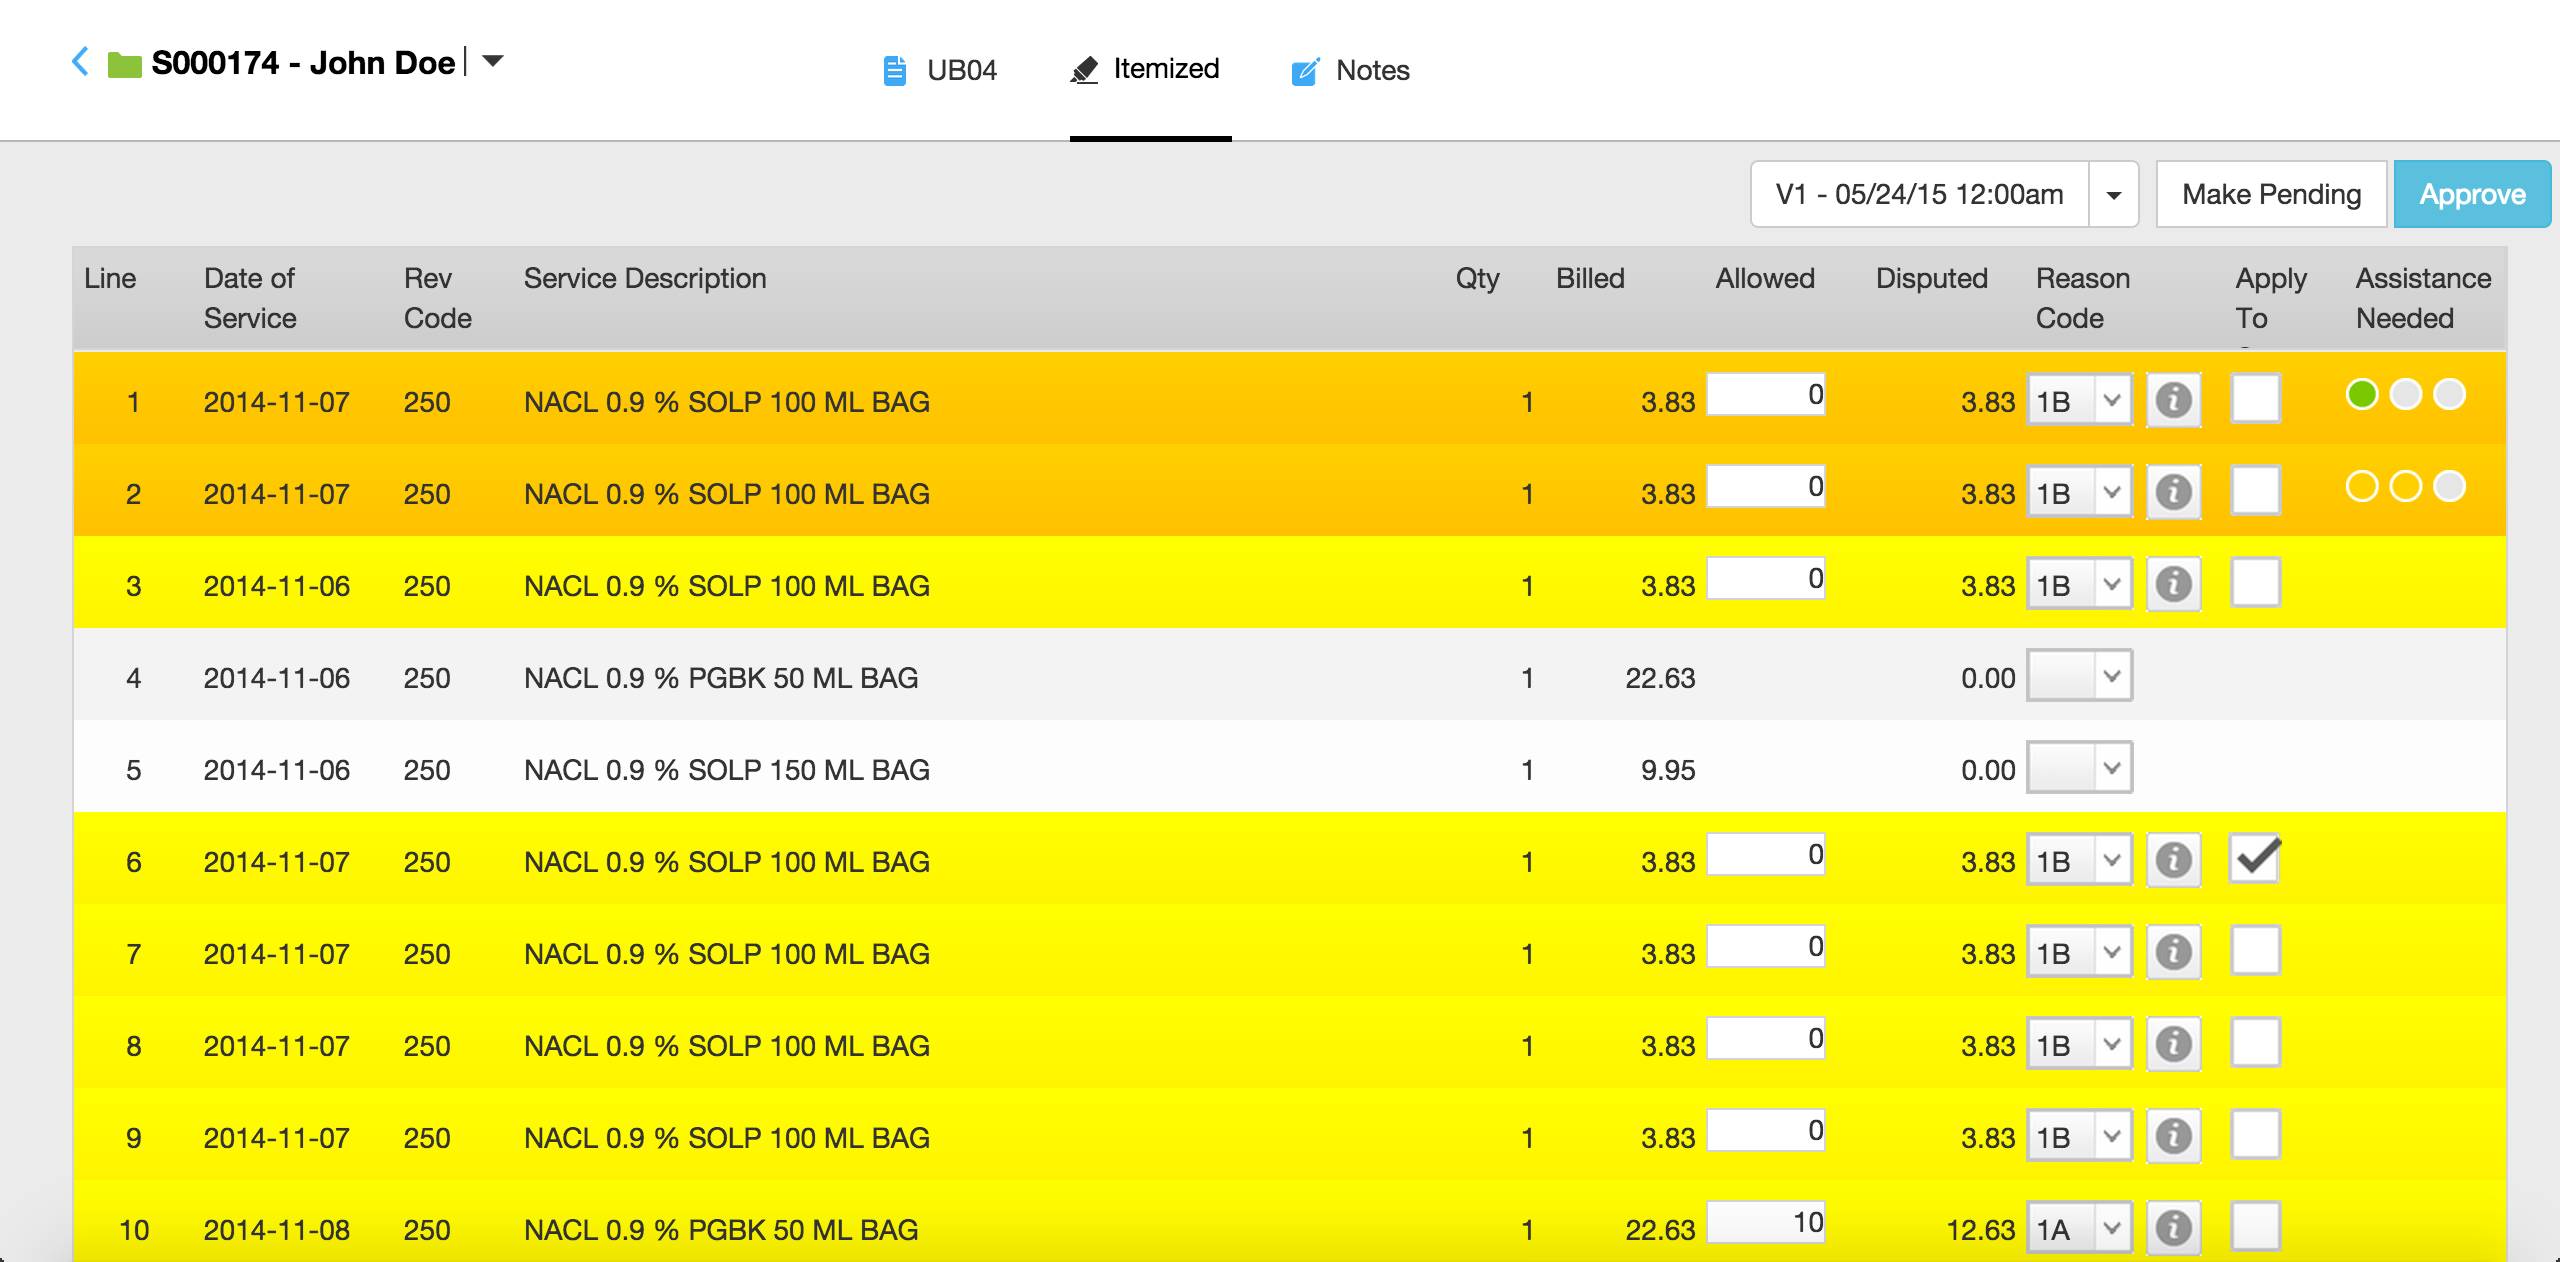 S000174 - John Doe
UB04 Itemized Notes
V1 - 05/24/15 12:00am Make Pending Approve
Line Date of Service Rev Code Service Description Qty Billed Allowed Disputed Reason Code Apply To Assistance Needed
1 2014-11-07 250 NACL 0.9 % SOLP 100 ML BAG 1 3.83 0 3.83 1B
2 2014-11-07 250 NACL 0.9 % SOLP 100 ML BAG 1 3.83 0 3.83 1B
3 2014-11-06 250 NACL 0.9 % SOLP 100 ML BAG 1 3.83 0 3.83 1B
4 2014-11-06 250 NACL 0.9 % PGBK 50 ML BAG 1 22.63 0.00
5 2014-11-06 250 NACL 0.9 % SOLP 150 ML BAG 1 9.95 0.00
6 2014-11-07 250 NACL 0.9 % SOLP 100 ML BAG 1 3.83 0 3.83 1B
7 2014-11-07 250 NACL 0.9 % SOLP 100 ML BAG 1 3.83 0 3.83 1B
8 2014-11-07 250 NACL 0.9 % SOLP 100 ML BAG 1 3.83 0 3.83 1B
9 2014-11-07 250 NACL 0.9 % SOLP 100 ML BAG 1 3.83 0 3.83 1B
10 2014-11-08 250 NACL 0.9 % PGBK 50 ML BAG 1 22.63 10 12.63 1A